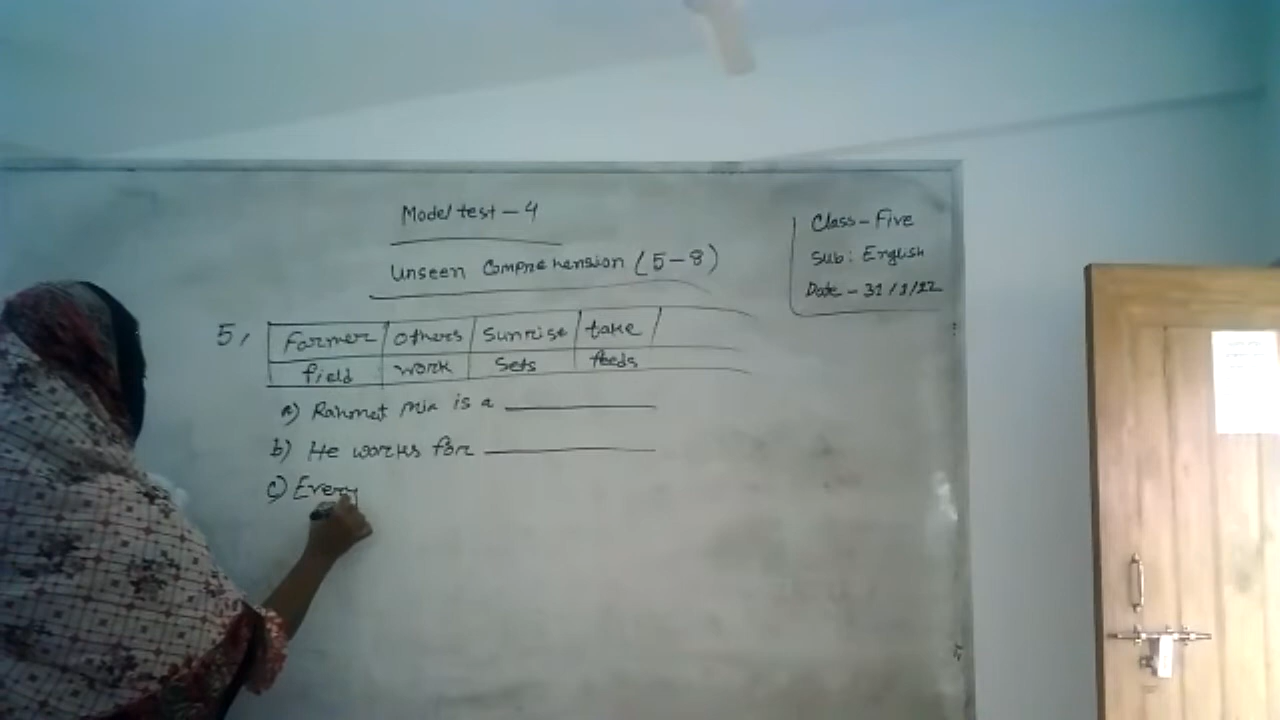 Model test - 4
Unseen Comprehension (5-8)
Class - Five
Sub: English
Date - 31/1/22
5, Farmer others Sunrise take
field work Sets feeds
a) Rahmat Mia is a
b) He works for
c) Every